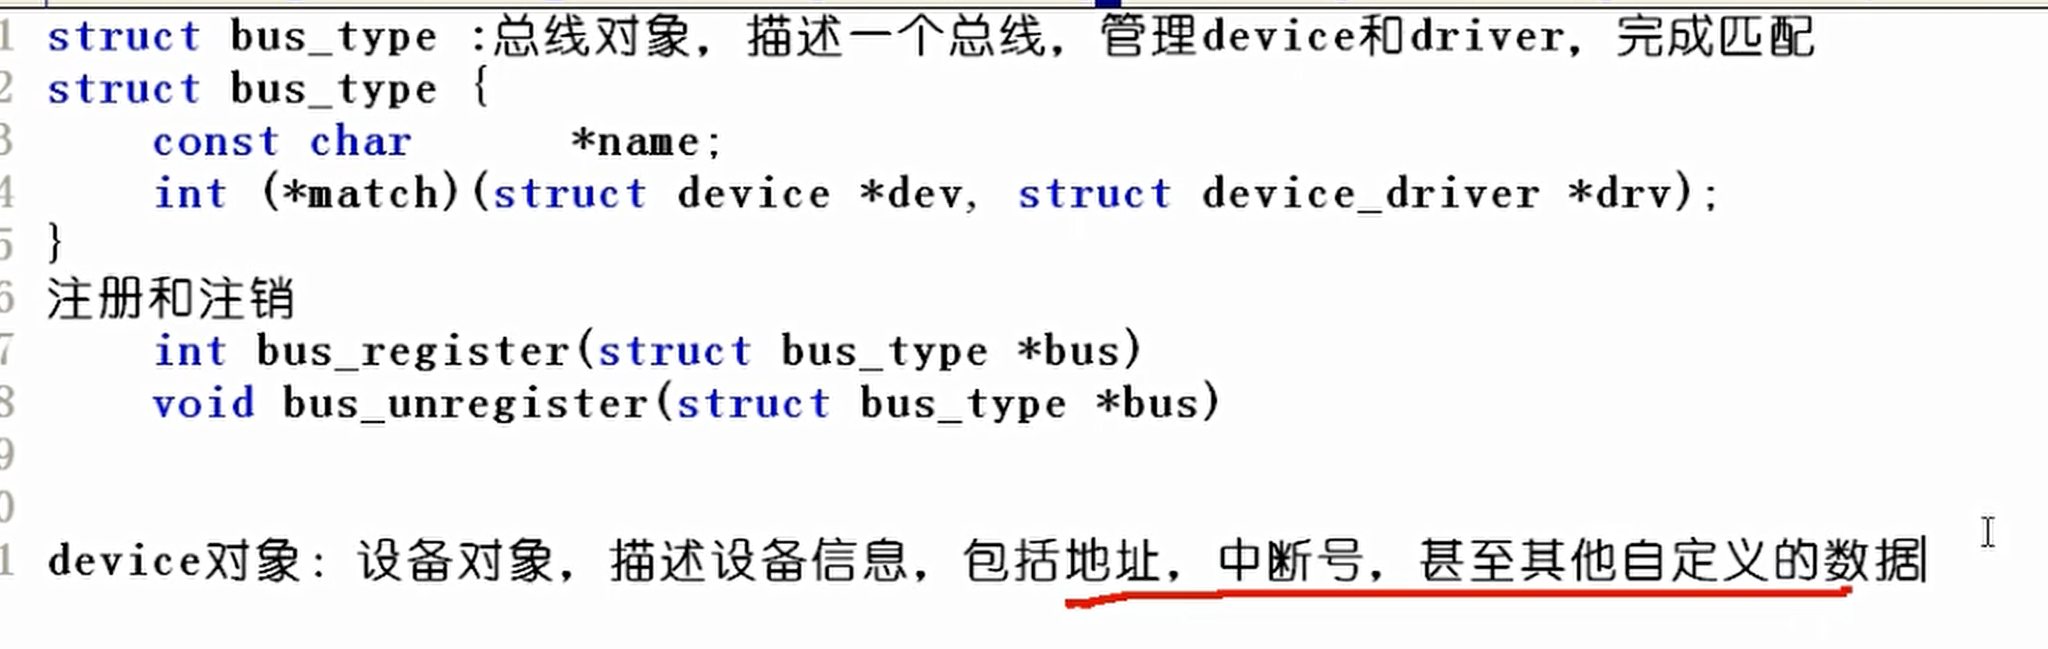 1 struct bus_type :总线对象，描述一个总线，管理device和driver，完成匹配
2 struct bus_type {
3     const char      *name;
4     int (*match)(struct device *dev, struct device_driver *drv);
5 }
6 注册和注销
7     int bus_register(struct bus_type *bus)
8     void bus_unregister(struct bus_type *bus)
9
0
1 device对象：设备对象，描述设备信息，包括地址，中断号，甚至其他自定义的数据